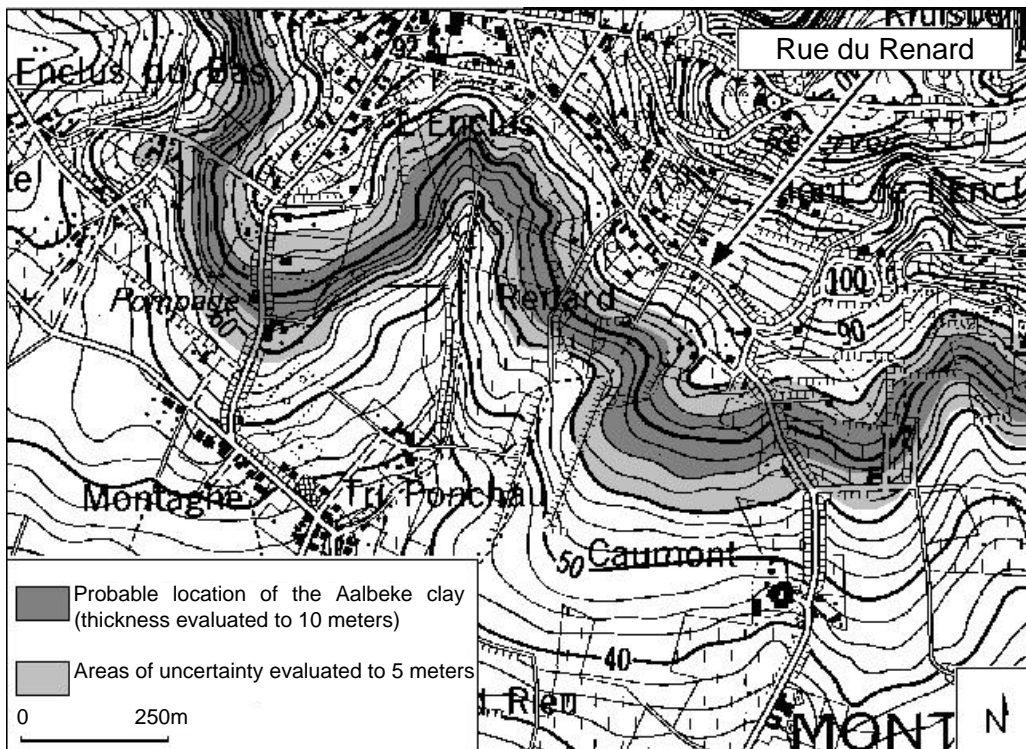 Rue du Renard
Enclus du Bas
L'Enclus
100
Pompage
60
Renard
90
Montagne
Tri Ponchau
50
Caumont
40
Rieu
MONT
Probable location of the Aalbeke clay
(thickness evaluated to 10 meters)
Areas of uncertainty evaluated to 5 meters
0 250m
N